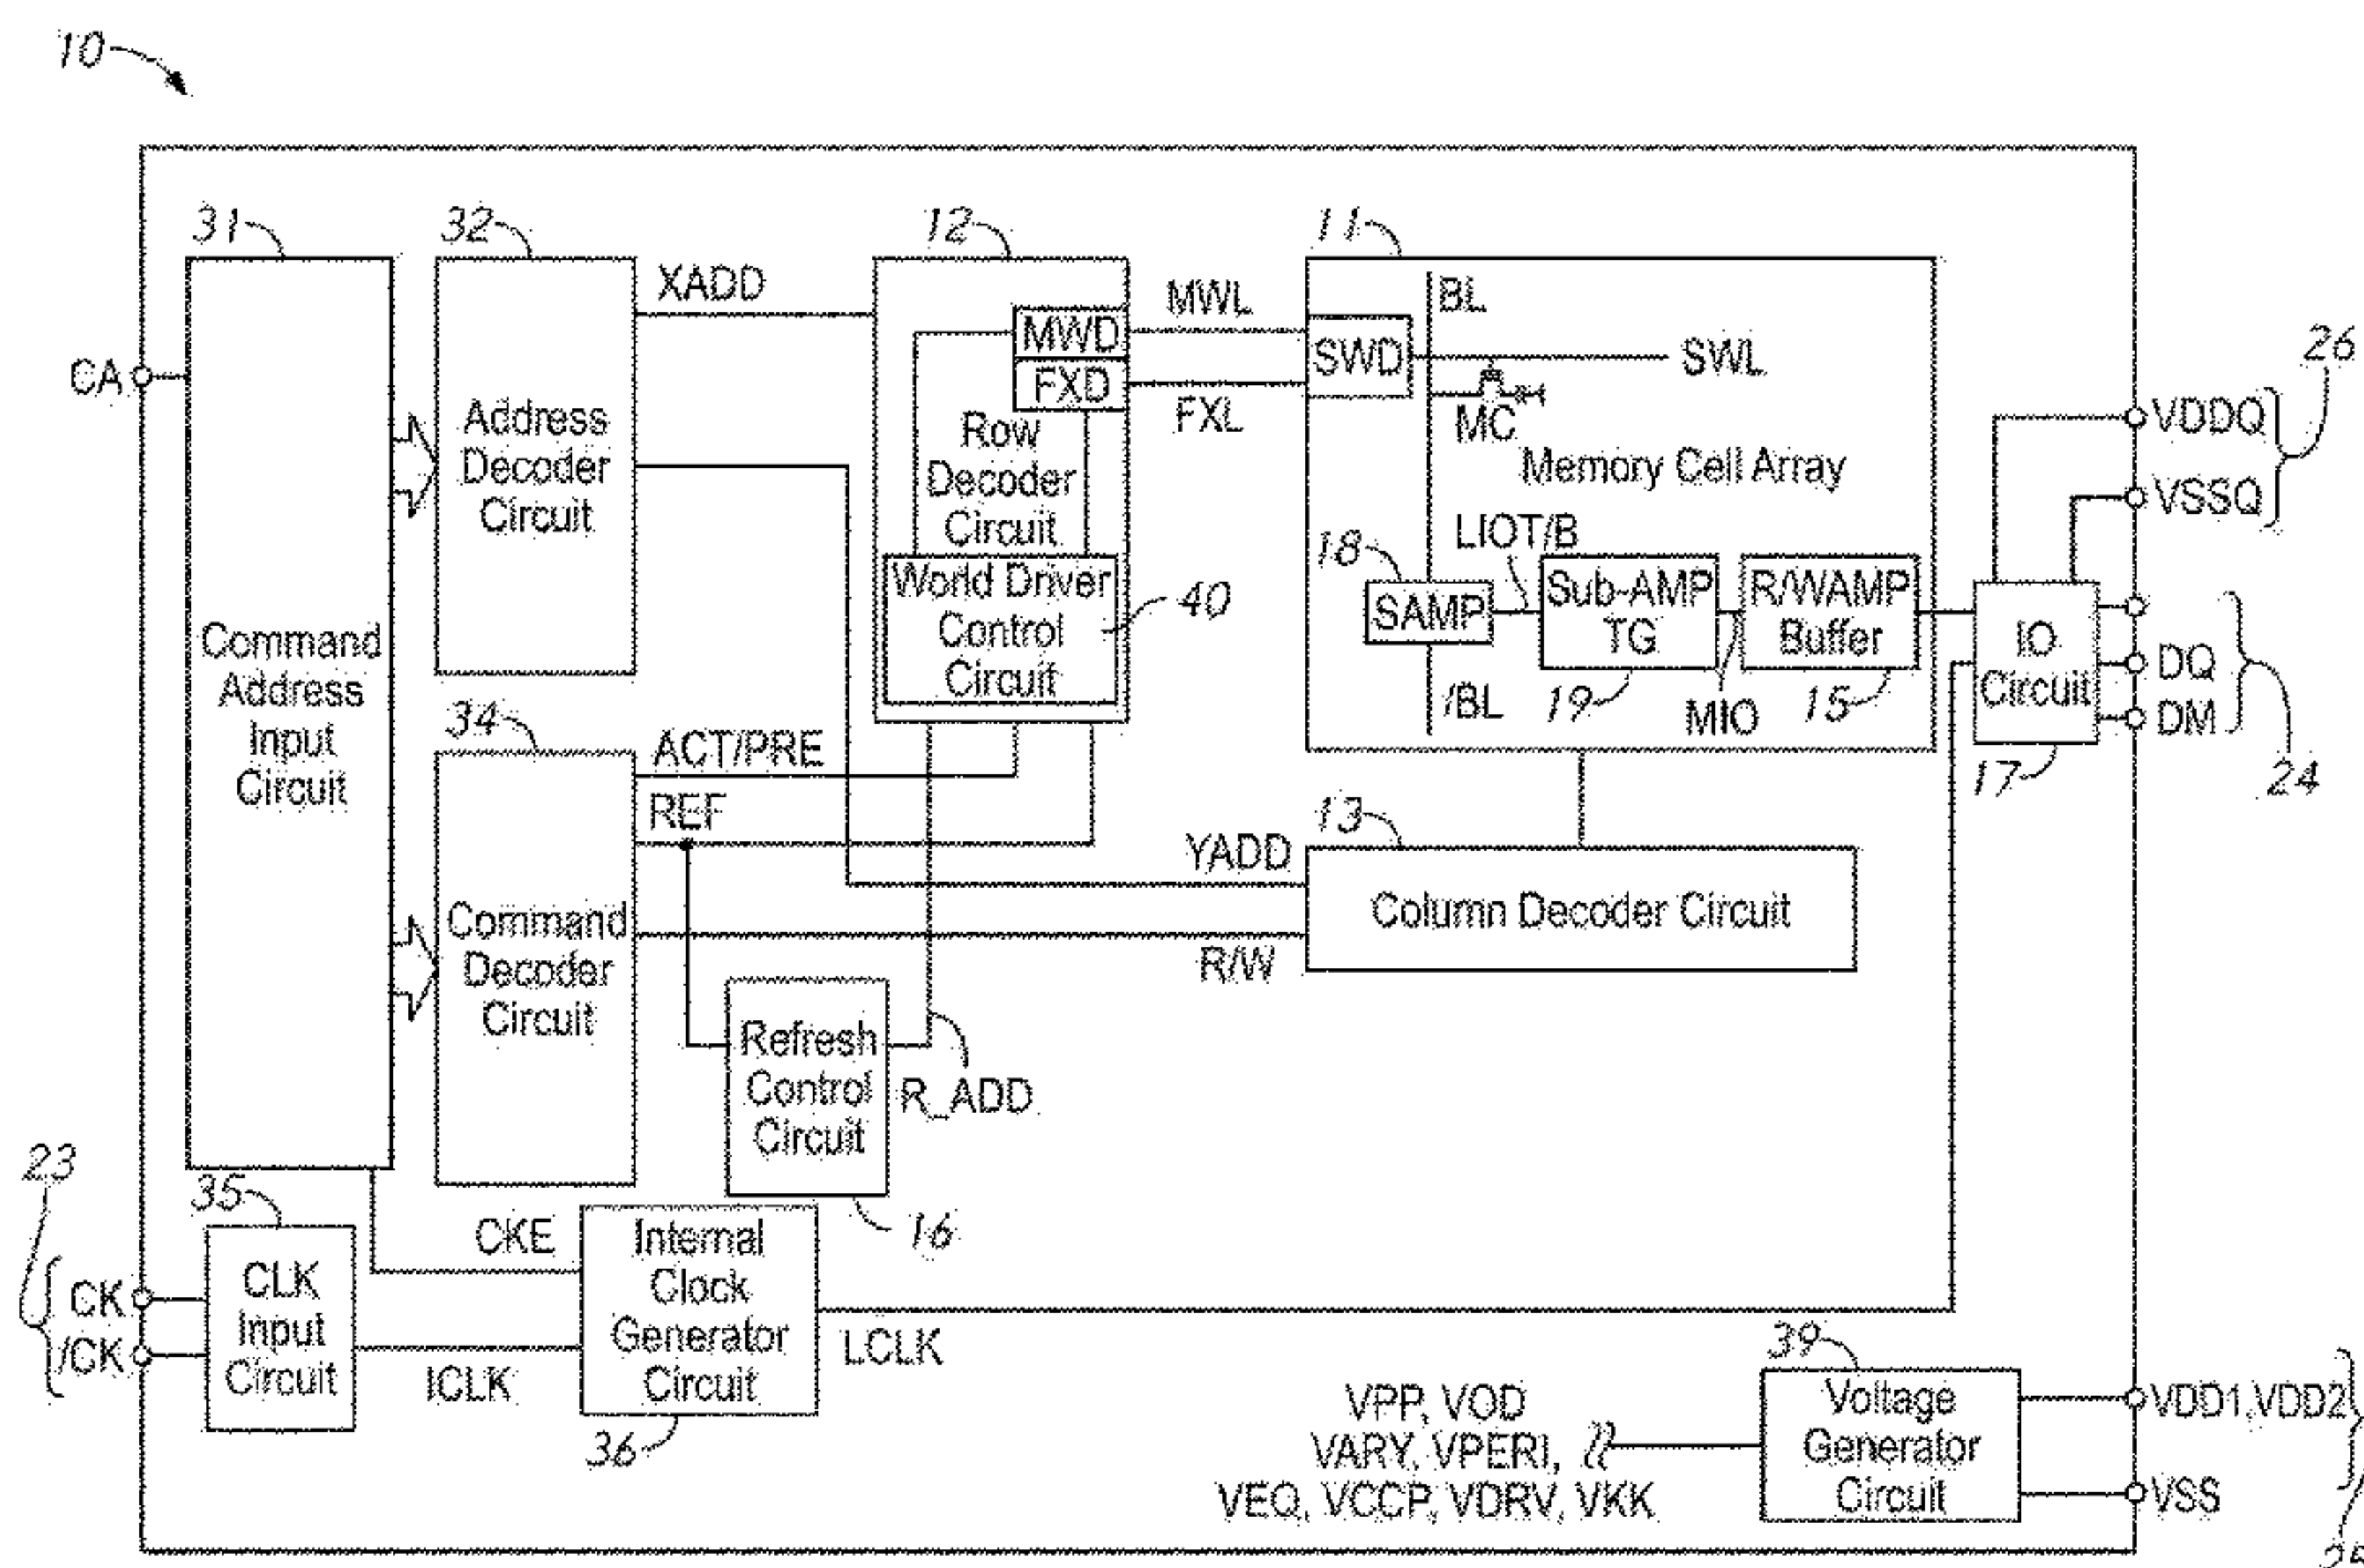 10
31
32
12
11
XADD
MWL
BL
MWD
SWD
SWL
26
CA
FXD
FXL
MC
VDDQ
Address
Decoder
Circuit
Row
Decoder
Circuit
Memory Cell Array
VSSQ
LIOT/B
18
World Driver
Control
Circuit
40
SAMP
Sub-AMP
TG
R/WAMP
Buffer
IO
Circuit
DQ
DM
24
Command
Address
Input
Circuit
/BL
19
MIO
15
17
34
ACT/PRE
REF
13
YADD
Column Decoder Circuit
R/W
Command
Decoder
Circuit
Refresh
Control
Circuit
R_ADD
16
23
35
CKE
CK
/CK
CLK
Input
Circuit
ICLK
Internal
Clock
Generator
Circuit
LCLK
36
39
VPP, VOD
VARY, VPERI,
VEQ, VCCP, VDRV, VKK
Voltage
Generator
Circuit
VDD1,VDD2
VSS